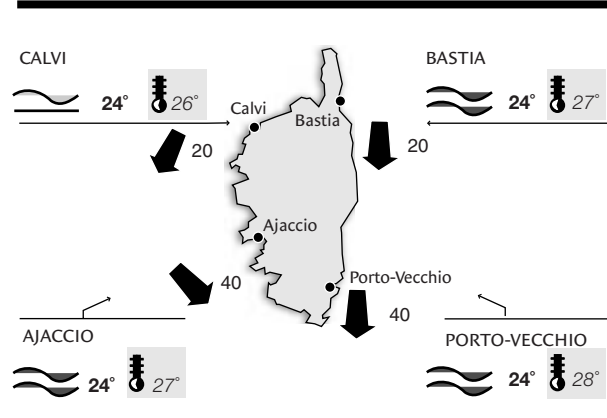 CALVI
24° 26°
BASTIA
24° 27°
Calvi
Bastia
20
20
Ajaccio
40
Porto-Vecchio
40
AJACCIO
24° 27°
PORTO-VECCHIO
24° 28°